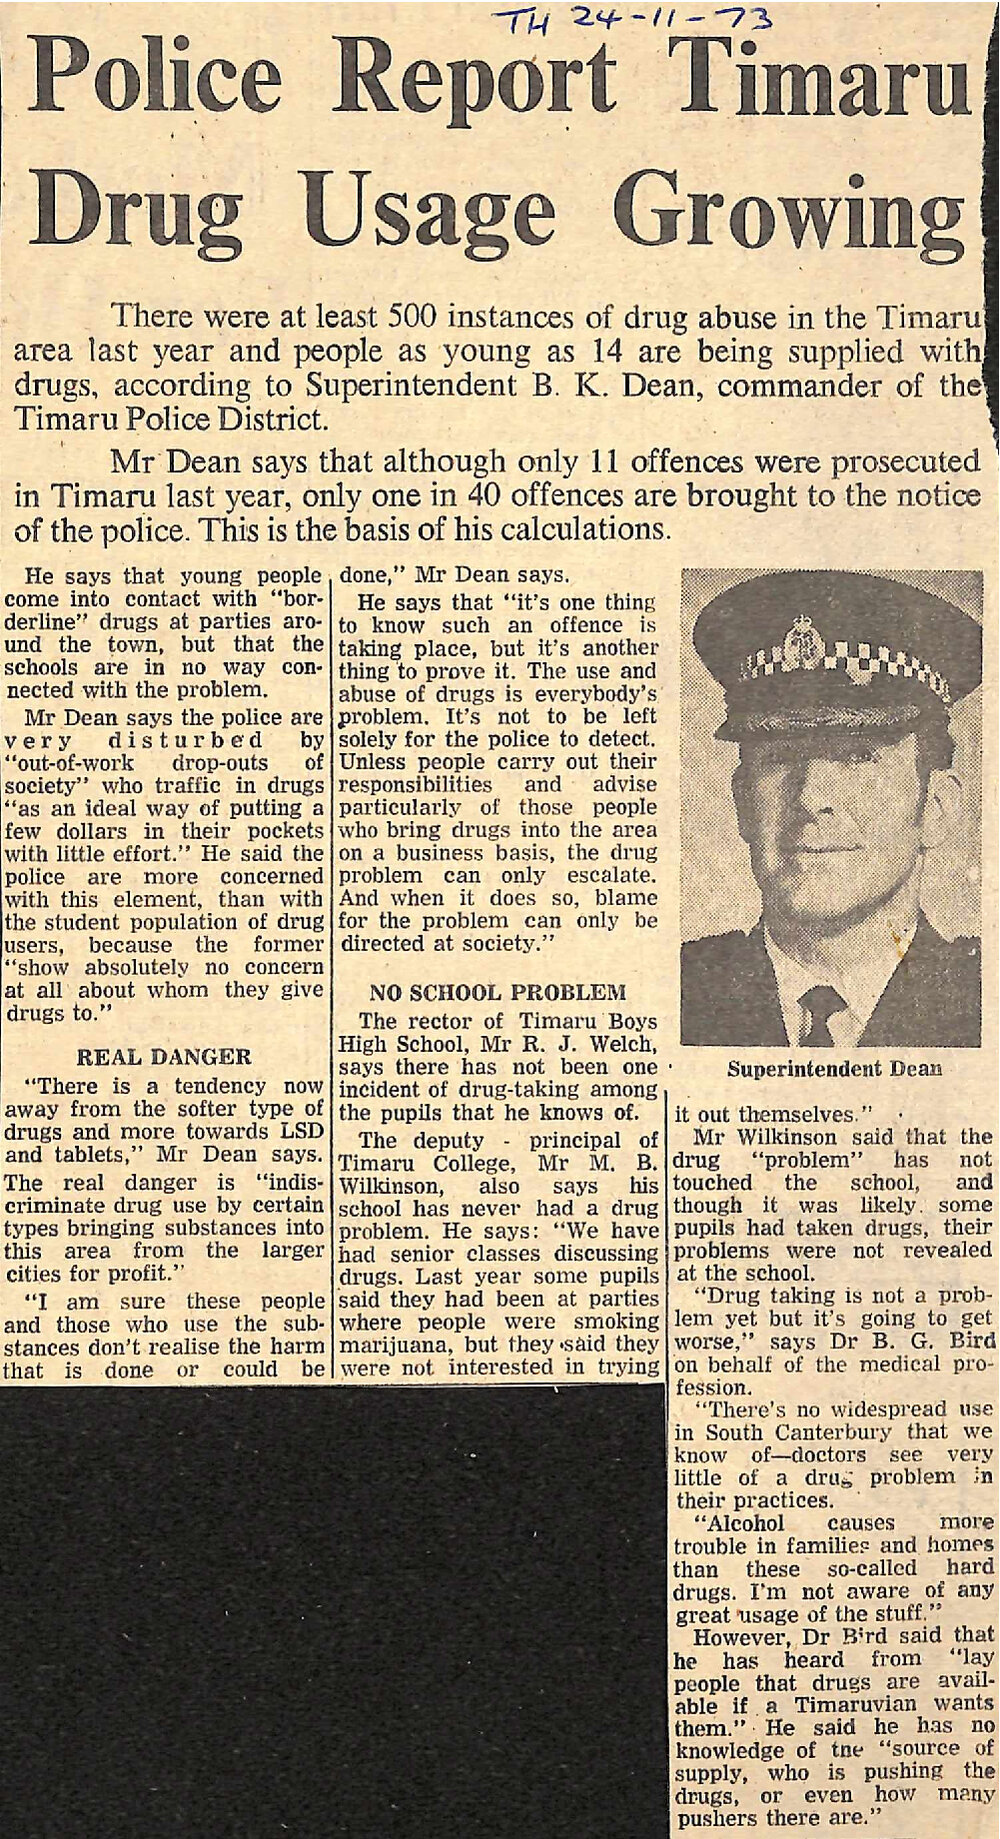 TH 24-11-73
Police Report Timaru
Drug Usage Growing
There were at least 500 instances of drug abuse in the Timaru
area last year and people as young as 14 are being supplied with
drugs, according to Superintendent B. K. Dean, commander of the
Timaru Police District.
Mr Dean says that although only 11 offences were prosecuted
in Timaru last year, only one in 40 offences are brought to the notice
of the police. This is the basis of his calculations.
He says that young people
come into contact with "bor-
derline" drugs at parties aro-
und the town, but that the
schools are in no way con-
nected with the problem.
Mr Dean says the police are
very disturbed by
"out-of-work drop-outs of
society" who traffic in drugs
"as an ideal way of putting a
few dollars in their pockets
with little effort." He said the
police are more concerned
with this element, than with
the student population of drug
users, because the former
"show absolutely no concern
at all about whom they give
drugs to."
REAL DANGER
"There is a tendency now
away from the softer type of
drugs and more towards LSD
and tablets," Mr Dean says.
The real danger is "indis-
criminate drug use by certain
types bringing substances into
this area from the larger
cities for profit."
"I am sure these people
and those who use the sub-
stances don't realise the harm
that is done or could be
done," Mr Dean says.
He says that "it's one thing
to know such an offence is
taking place, but it's another
thing to prove it. The use and
abuse of drugs is everybody's
problem. It's not to be left
solely for the police to detect.
Unless people carry out their
responsibilities and advise
particularly of those people
who bring drugs into the area
on a business basis, the drug
problem can only escalate.
And when it does so, blame
for the problem can only be
directed at society."
NO SCHOOL PROBLEM
The rector of Timaru Boys
High School, Mr R. J. Welch,
says there has not been one
incident of drug-taking among
the pupils that he knows of.
The deputy - principal of
Timaru College, Mr M. B.
Wilkinson, also says his
school has never had a drug
problem. He says: "We have
had senior classes discussing
drugs. Last year some pupils
said they had been at parties
where people were smoking
marijuana, but they said they
were not interested in trying
Superintendent Dean
it out themselves."
Mr Wilkinson said that the
drug "problem" has not
touched the school, and
though it was likely some
pupils had taken drugs, their
problems were not revealed
at the school.
"Drug taking is not a prob-
lem yet but it's going to get
worse," says Dr B. G. Bird
on behalf of the medical pro-
fession.
"There's no widespread use
in South Canterbury that we
know of—doctors see very
little of a drug problem in
their practices.
"Alcohol causes more
trouble in families and homes
than these so-called hard
drugs. I'm not aware of any
great usage of the stuff."
However, Dr Bird said that
he has heard from "lay
people that drugs are avail-
able if a Timaruvian wants
them." He said he has no
knowledge of the "source of
supply, who is pushing the
drugs, or even how many
pushers there are."